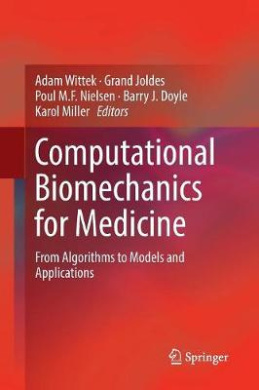 Adam Wittek · Grand Joldes
Poul M.F. Nielsen · Barry J. Doyle
Karol Miller Editors
Computational
Biomechanics
for Medicine
From Algorithms to Models and
Applications
Springer